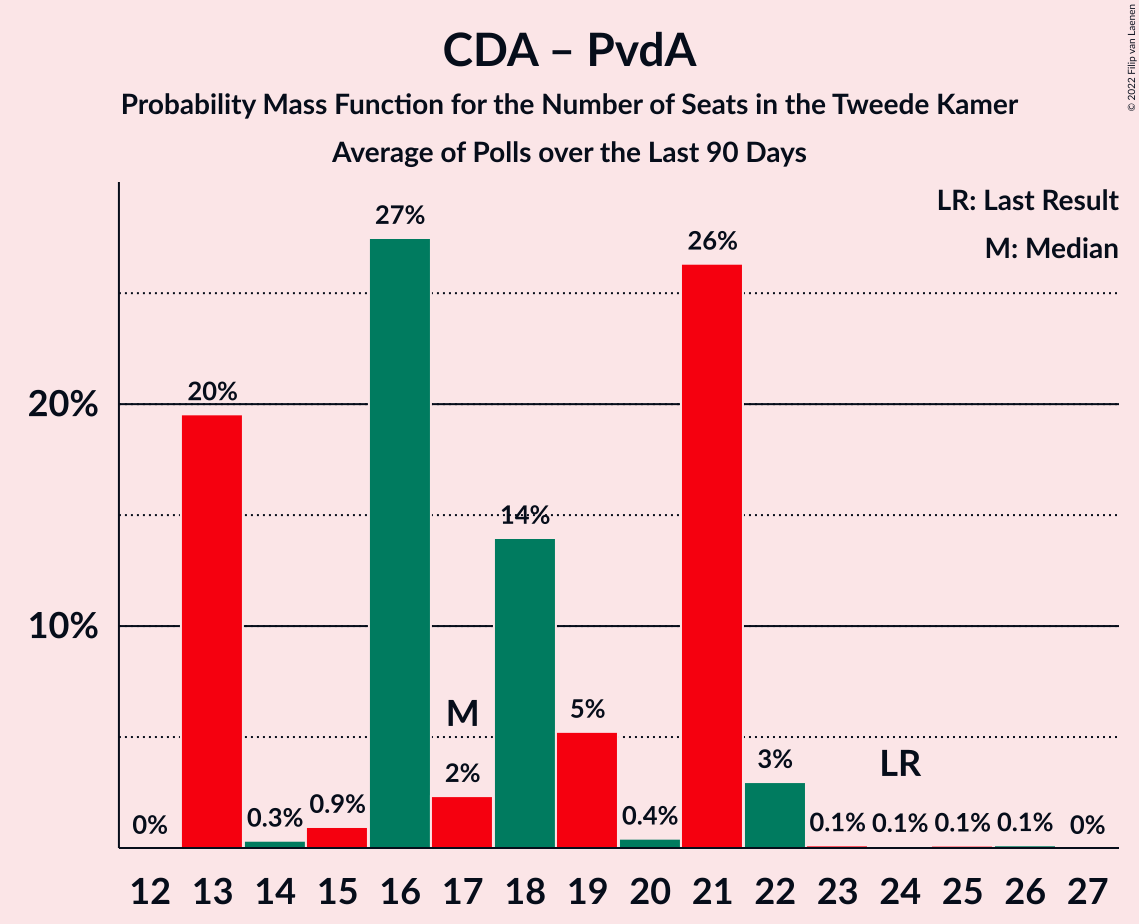 CDA – PvdA
Probability Mass Function for the Number of Seats in the Tweede Kamer
Average of Polls over the Last 90 Days
© 2022 Filip van Laenen
LR: Last Result
M: Median
27%
26%
20%
20%
14%
10%
M
5%
LR
3%
2%
0%
0.3%
0.9%
0.4%
0.1%
0.1%
0.1%
0.1%
0%
12 13 14 15 16 17 18 19 20 21 22 23 24 25 26 27